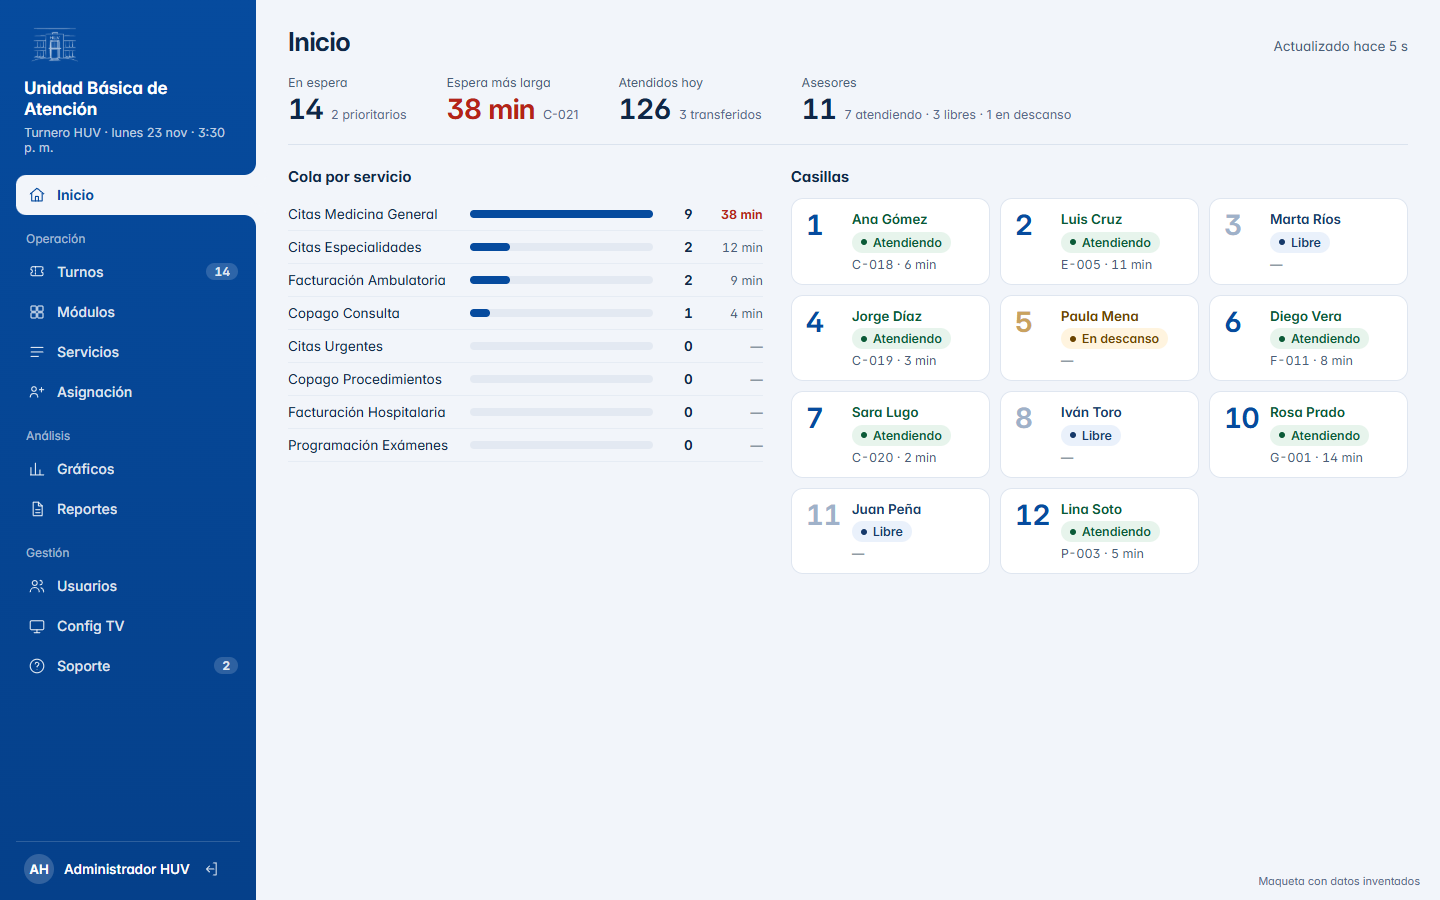 Unidad Básica de
Atención
Turnero HUV · lunes 23 nov · 3:30
p. m.
Inicio
Operación
Turnos 14
Módulos
Servicios
Asignación
Análisis
Gráficos
Reportes
Gestión
Usuarios
Config TV
Soporte 2
AH Administrador HUV
Inicio
Actualizado hace 5 s
En espera
14 2 prioritarios
Espera más larga
38 min C-021
Atendidos hoy
126 3 transferidos
Asesores
11 7 atendiendo · 3 libres · 1 en descanso
Cola por servicio
Citas Medicina General 9 38 min
Citas Especialidades 2 12 min
Facturación Ambulatoria 2 9 min
Copago Consulta 1 4 min
Citas Urgentes 0 —
Copago Procedimientos 0 —
Facturación Hospitalaria 0 —
Programación Exámenes 0 —
Casillas
1 Ana Gómez
Atendiendo
C-018 · 6 min
2 Luis Cruz
Atendiendo
E-005 · 11 min
3 Marta Ríos
Libre
—
4 Jorge Díaz
Atendiendo
C-019 · 3 min
5 Paula Mena
En descanso
—
6 Diego Vera
Atendiendo
F-011 · 8 min
7 Sara Lugo
Atendiendo
C-020 · 2 min
8 Iván Toro
Libre
—
10 Rosa Prado
Atendiendo
G-001 · 14 min
11 Juan Peña
Libre
—
12 Lina Soto
Atendiendo
P-003 · 5 min
Maqueta con datos inventados